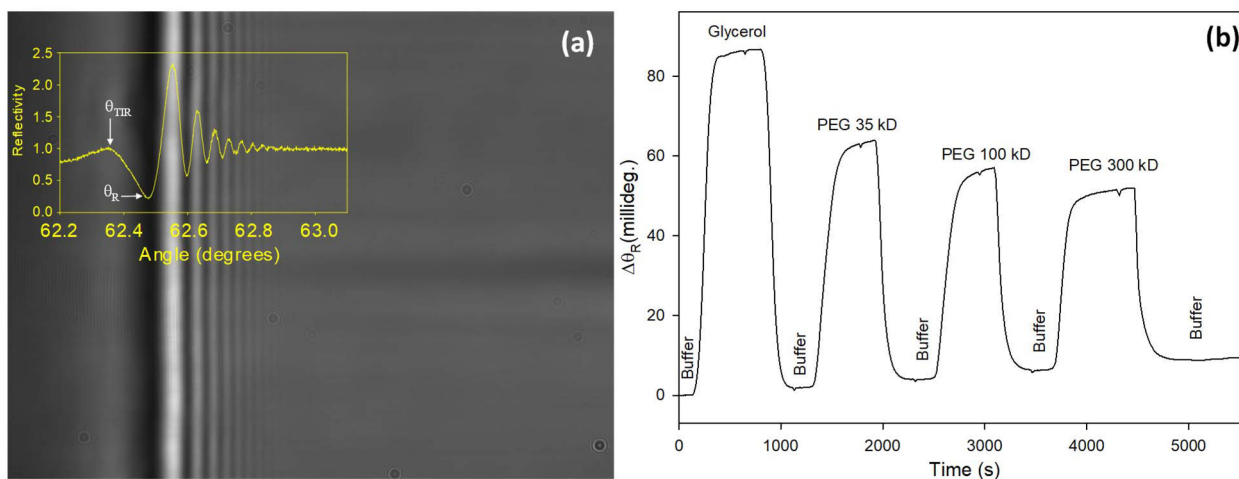 (a)
2.5
2.0
1.5
1.0
0.5
0.0
Reflectivity
θTIR
θR
62.2 62.4 62.6 62.8 63.0
Angle (degrees)
(b)
Glycerol
PEG 35 kD
PEG 100 kD
PEG 300 kD
Buffer
Buffer
Buffer
Buffer
Buffer
80
60
40
20
0
ΔθR(millideg.)
0 1000 2000 3000 4000 5000
Time (s)